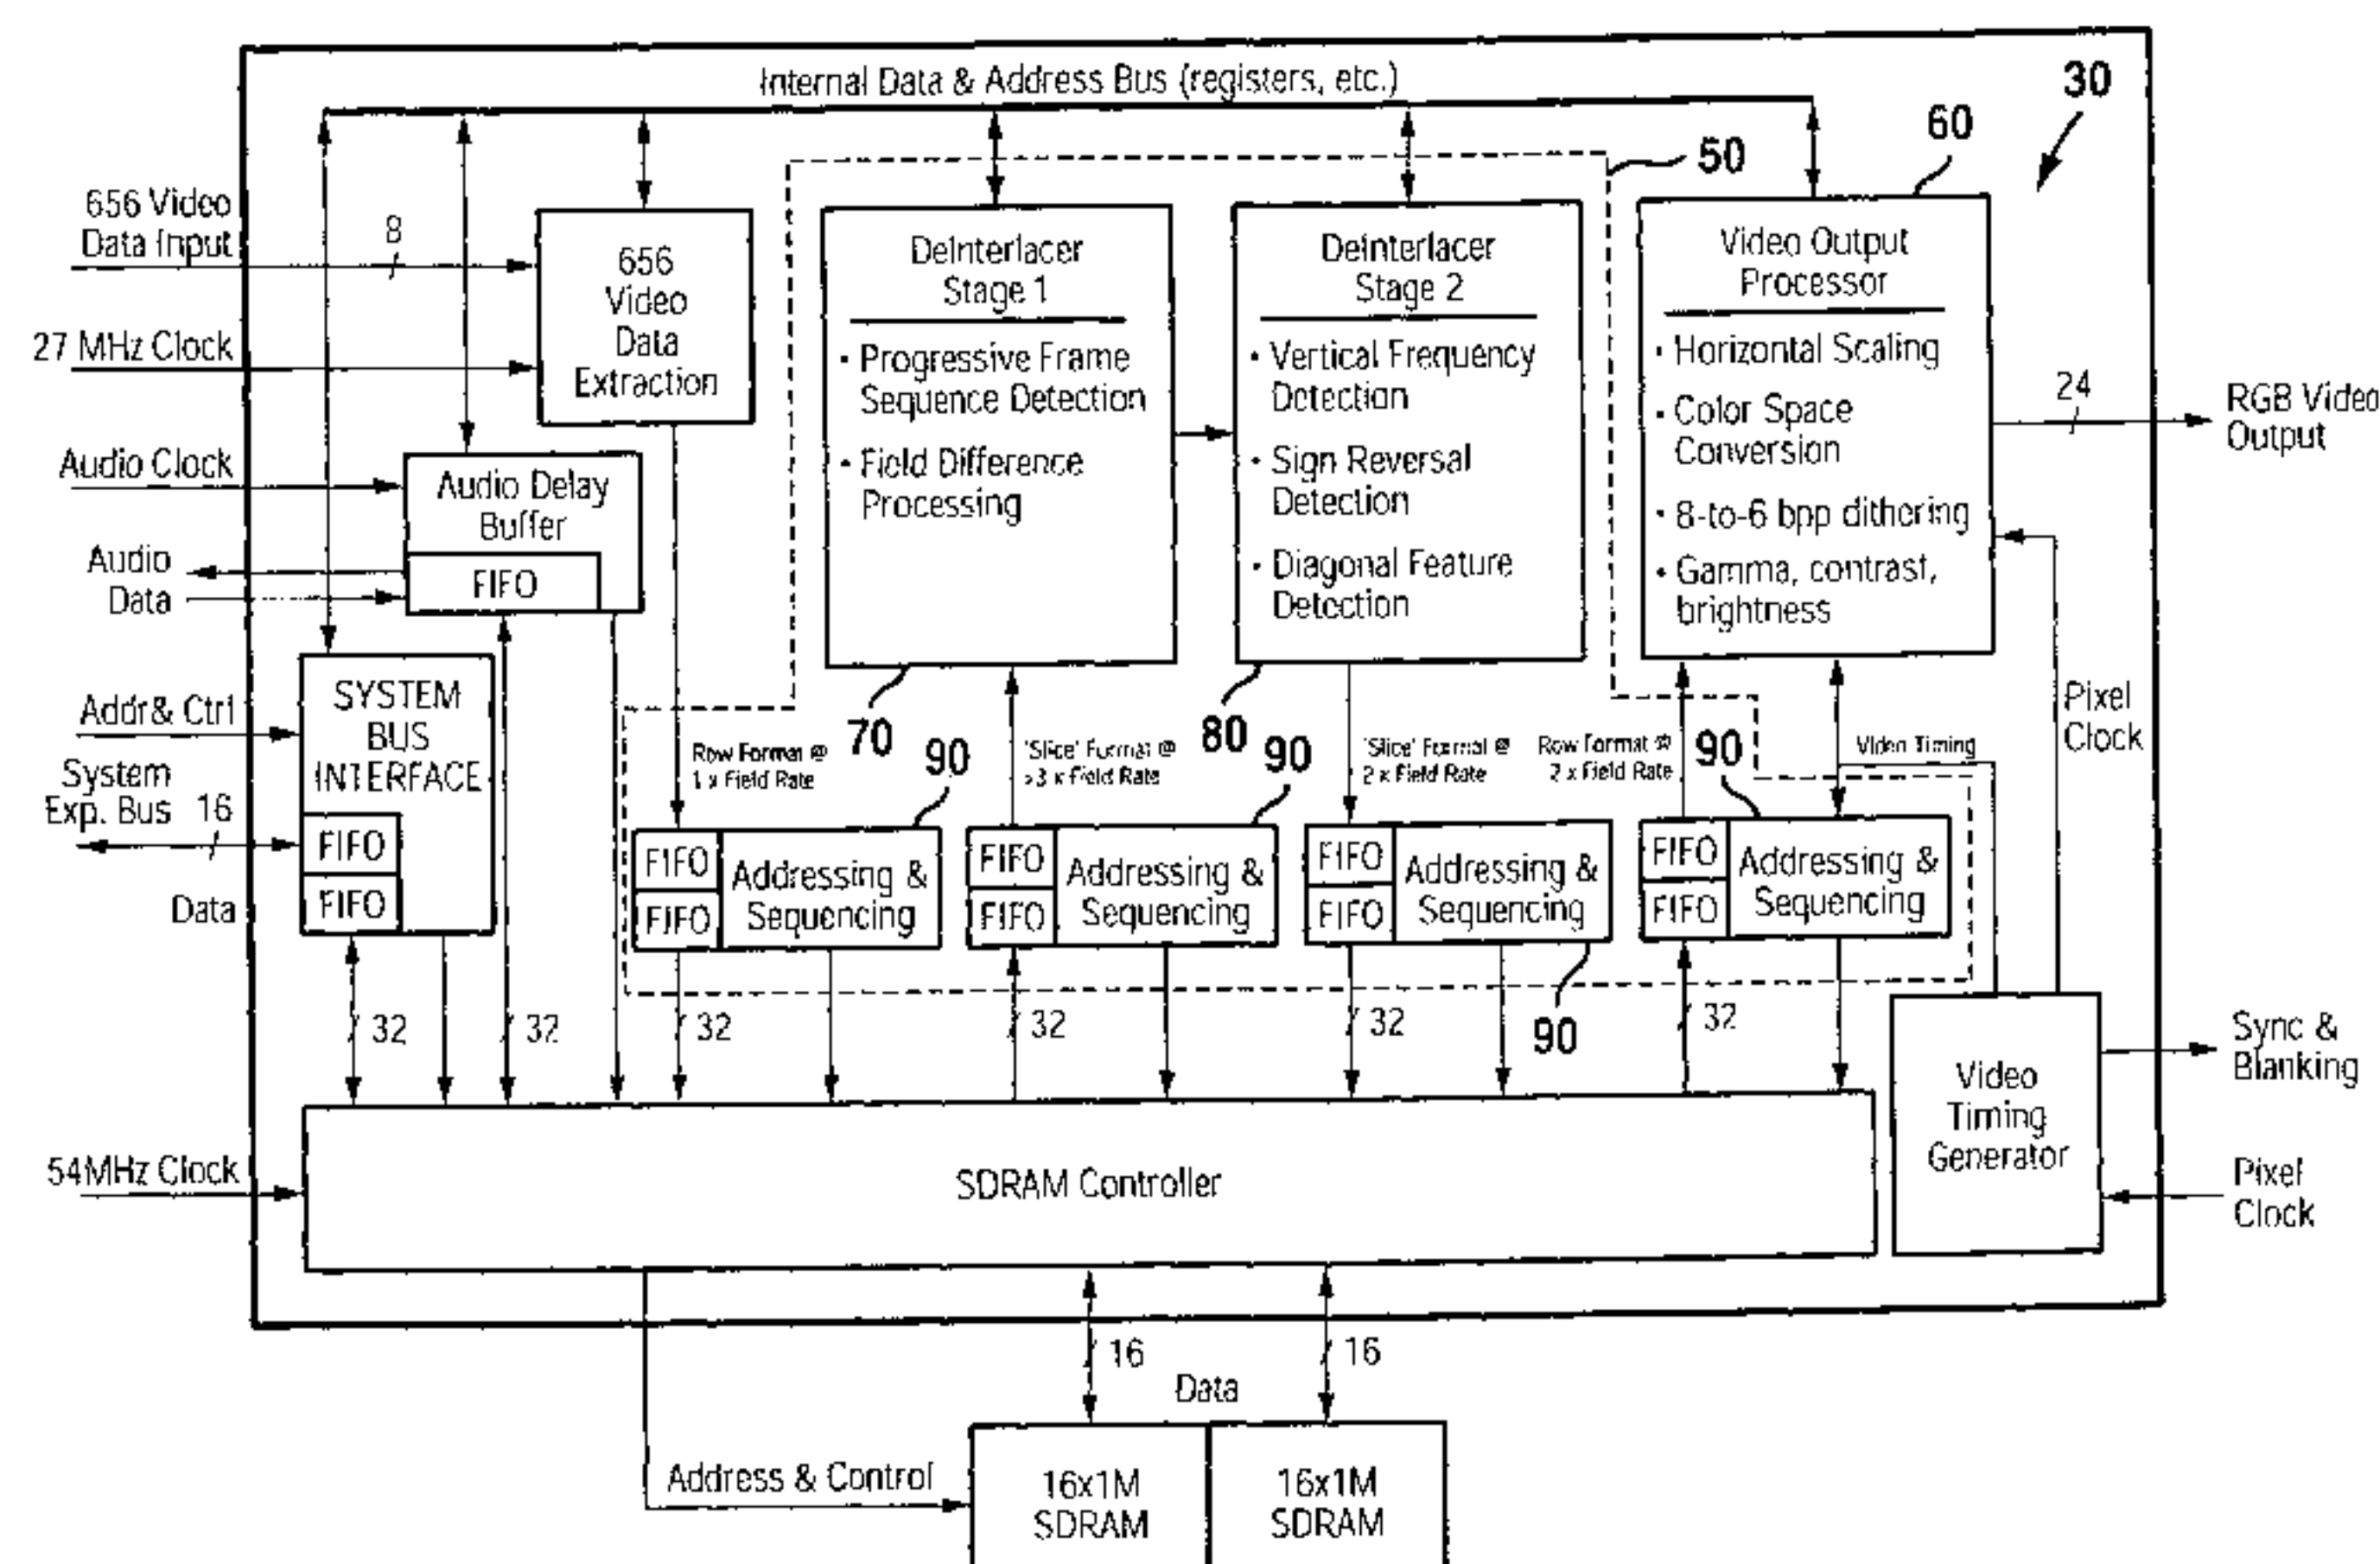 Internal Data & Address Bus (registers, etc.)
30
60
50
656 Video
Data Input
8
27 MHz Clock
Audio Clock
Audio
Data
Addr& Ctrl
System
Exp. Bus
16
Data
54MHz Clock
656
Video
Data
Extraction
Audio Delay
Buffer
FIFO
SYSTEM
BUS
INTERFACE
FIFO
FIFO
DeInterlacer
Stage 1
· Progressive Frame
Sequence Detection
· Field Difference
Processing
70
DeInterlacer
Stage 2
· Vertical Frequency
Detection
· Sign Reversal
Detection
· Diagonal Feature
Detection
80
Video Output
Processor
· Horizontal Scaling
· Color Space
Conversion
· 8-to-6 bpp dithering
· Gamma, contrast,
brightness
24
RGB Video
Output
Pixel
Clock
Row Format @
1 x Field Rate
90
'Slice' Format @
>3 x Field Rate
90
'Slice' Format @
2 x Field Rate
Row Format @
2 x Field Rate
90
Video Timing
FIFO
FIFO
Addressing &
Sequencing
FIFO
FIFO
Addressing &
Sequencing
FIFO
FIFO
Addressing &
Sequencing
90
FIFO
FIFO
Addressing &
Sequencing
32
32
32
32
32
32
SDRAM Controller
Video
Timing
Generator
Sync &
Blanking
Pixel
Clock
16
16
Data
Address & Control
16x1M
SDRAM
16x1M
SDRAM